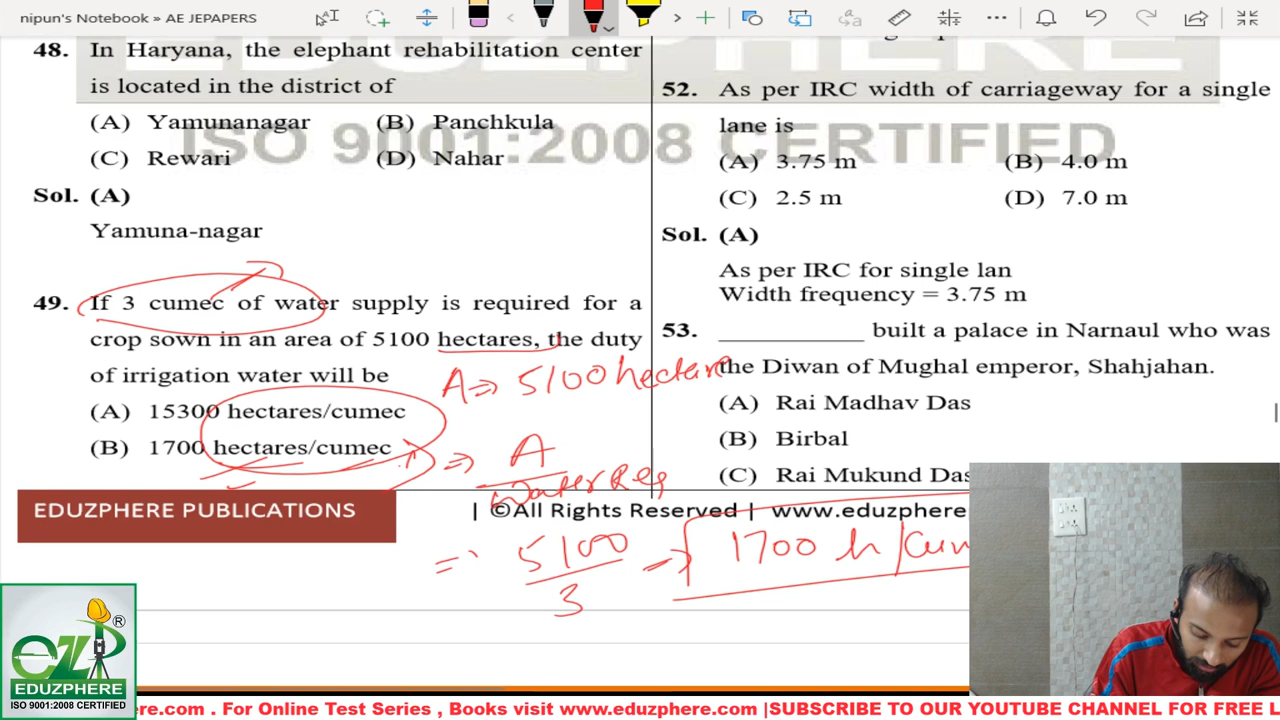 nipun's Notebook » AE JEPAPERS
48. In Haryana, the elephant rehabilitation center
is located in the district of
(A) Yamunanagar (B) Panchkula
(C) Rewari (D) Nahar
ISO 9001:2008 CERTIFIED
Sol. (A)
Yamuna-nagar
49. If 3 cumec of water supply is required for a
crop sown in an area of 5100 hectares, the duty
of irrigation water will be
A => 5100 hectare
(A) 15300 hectares/cumec
(B) 1700 hectares/cumec
=> A
Water Req
=> 5100
3
=> 1700 h/cum
52. As per IRC width of carriageway for a single
lane is
(A) 3.75 m (B) 4.0 m
(C) 2.5 m (D) 7.0 m
Sol. (A)
As per IRC for single lan
Width frequency = 3.75 m
53. ____________ built a palace in Narnaul who was
the Diwan of Mughal emperor, Shahjahan.
(A) Rai Madhav Das
(B) Birbal
(C) Rai Mukund Das
EDUZPHERE PUBLICATIONS | ©All Rights Reserved | www.eduzphere
EZP ®
EDUZPHERE
ISO 9001:2008 CERTIFIED
re.com . For Online Test Series , Books visit www.eduzphere.com |SUBSCRIBE TO OUR YOUTUBE CHANNEL FOR FREE L